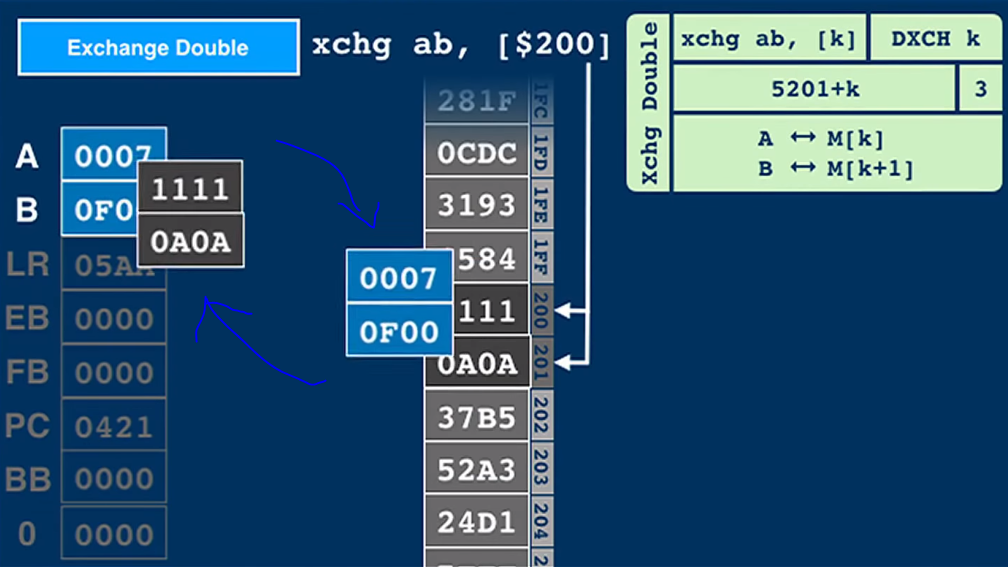 Exchange Double
xchg ab, [$200]
Xchg Double
xchg ab, [k]
DXCH k
5201+k
3
A ↔ M[k]
B ↔ M[k+1]
A
0007
B
0F0
1111
0A0A
LR
05AA
EB
0000
FB
0000
PC
0421
BB
0000
0
0000
0007
0F00
281F
1FC
0CDC
1FD
3193
1FE
584
1FF
111
200
0A0A
201
37B5
202
52A3
203
24D1
204